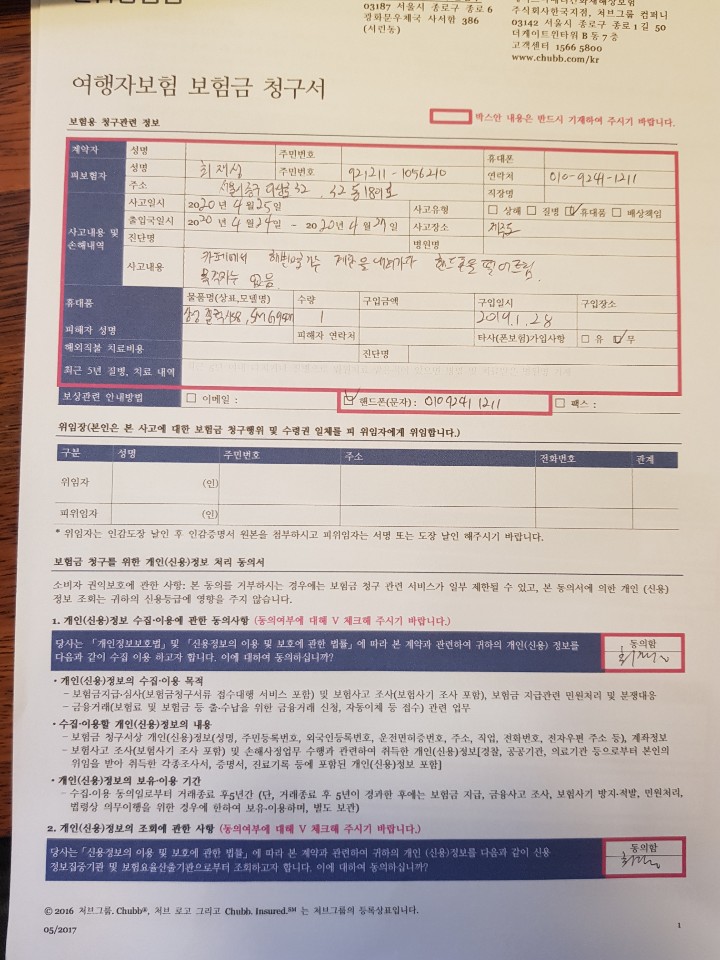 03187 서울시 종로구 종로 6
광화문우체국 사서함 386
(서린동)
주식회사한국지점, 처브그룹 컴퍼니
03142 서울시 종로구 종로 1길 50
더케이트윈타워 B동 7층
고객센터 1566 5800
www.chubb.com/kr
여행자보험 보험금 청구서
보험용 청구관련 정보
박스안 내용은 반드시 기재하여 주시기 바랍니다.
계약자 성명 주민번호 휴대폰
피보험자 성명 최재성 주민번호 921211-1056210 연락처 010-9241-1211
주소 32 동 호 직장명
사고내용 및 손해내역
사고일시 2020년 4월 25일 사고유형 □ 상해 □ 질병 ☑ 휴대품 □ 배상책임
출입국일시 2020년 4월 24일 - 2020년 4월 27일 사고장소 제주도
진단명 병원명
사고내용 카페에서 계단을 내려가다 핸드폰을 떨어트림.
목격자는 없음
휴대품 물품명(상표,모델명) 수량 구입금액 구입일시 구입장소
삼성 갤럭시S8, 1 2019.1.28
피해자 성명 피해자 연락처 타사(폰보험)가입사항 □ 유 ☑ 무
해외직불 치료비용 진단명
최근 5년 질병, 치료 내역
보상관련 안내방법 □ 이메일 : ☑ 핸드폰(문자) : 010 9241 1211 □ 팩스 :
위임장(본인은 본 사고에 대한 보험금 청구행위 및 수령권 일체를 피 위임자에게 위임합니다.)
구분 성명 주민번호 주소 전화번호 관계
위임자 (인)
피위임자 (인)
* 위임자는 인감도장 날인 후 인감증명서 원본을 첨부하시고 피위임자는 서명 또는 도장 날인 해주시기 바랍니다.
보험금 청구를 위한 개인(신용)정보 처리 동의서
소비자 권익보호에 관한 사항: 본 동의를 거부하시는 경우에는 보험금 청구 관련 서비스가 일부 제한될 수 있고, 본 동의서에 의한 개인 (신용)
정보 조회는 귀하의 신용등급에 영향을 주지 않습니다.
1. 개인(신용)정보 수집·이용에 관한 동의사항 (동의여부에 대해 V 체크해 주시기 바랍니다.)
당사는 「개인정보보호법」 및 「신용정보의 이용 및 보호에 관한 법률」에 따라 본 계약과 관련하여 귀하의 개인(신용) 정보를
다음과 같이 수집 이용 하고자 합니다. 이에 대하여 동의하십니까?
동의함
• 개인(신용)정보의 수집·이용 목적
– 보험금지급·심사(보험금청구서류 접수대행 서비스 포함) 및 보험사고 조사(보험사기 조사 포함), 보험금 지급관련 민원처리 및 분쟁대응
– 금융거래(보험료 및 보험금 등 출·수납을 위한 금융거래 신청, 자동이체 등 접수) 관련 업무
• 수집·이용할 개인(신용)정보의 내용
– 보험금 청구서상 개인(신용)정보(성명, 주민등록번호, 외국인등록번호, 운전면허증번호, 주소, 직업, 전화번호, 전자우편 주소 등), 계좌정보
– 보험사고 조사(보험사기 조사 포함) 및 손해사정업무 수행과 관련하여 취득한 개인(신용)정보[경찰, 공공기관, 의료기관 등으로부터 본인의
위임을 받아 취득한 각종조사서, 증명서, 진료기록 등에 포함된 개인(신용)정보 포함]
• 개인(신용)정보의 보유·이용 기간
– 수집·이용 동의일로부터 거래종료 후5년간 (단, 거래종료 후 5년이 경과한 후에는 보험금 지급, 금융사고 조사, 보험사기 방지·적발, 민원처리,
법령상 의무이행을 위한 경우에 한하여 보유·이용하며, 별도 보관)
2. 개인(신용)정보의 조회에 관한 사항 (동의여부에 대해 V 체크해 주시기 바랍니다.)
당사는 「신용정보의 이용 및 보호에 관한 법률」에 따라 본 계약과 관련하여 귀하의 개인 (신용)정보를 다음과 같이 신용
정보집중기관 및 보험요율산출기관으로부터 조회하고자 합니다. 이에 대하여 동의하십니까?
동의함
© 2016 처브그룹. Chubb®, 처브 로고 그리고 Chubb. Insured.℠ 는 처브그룹의 등록상표입니다.
05/2017
1